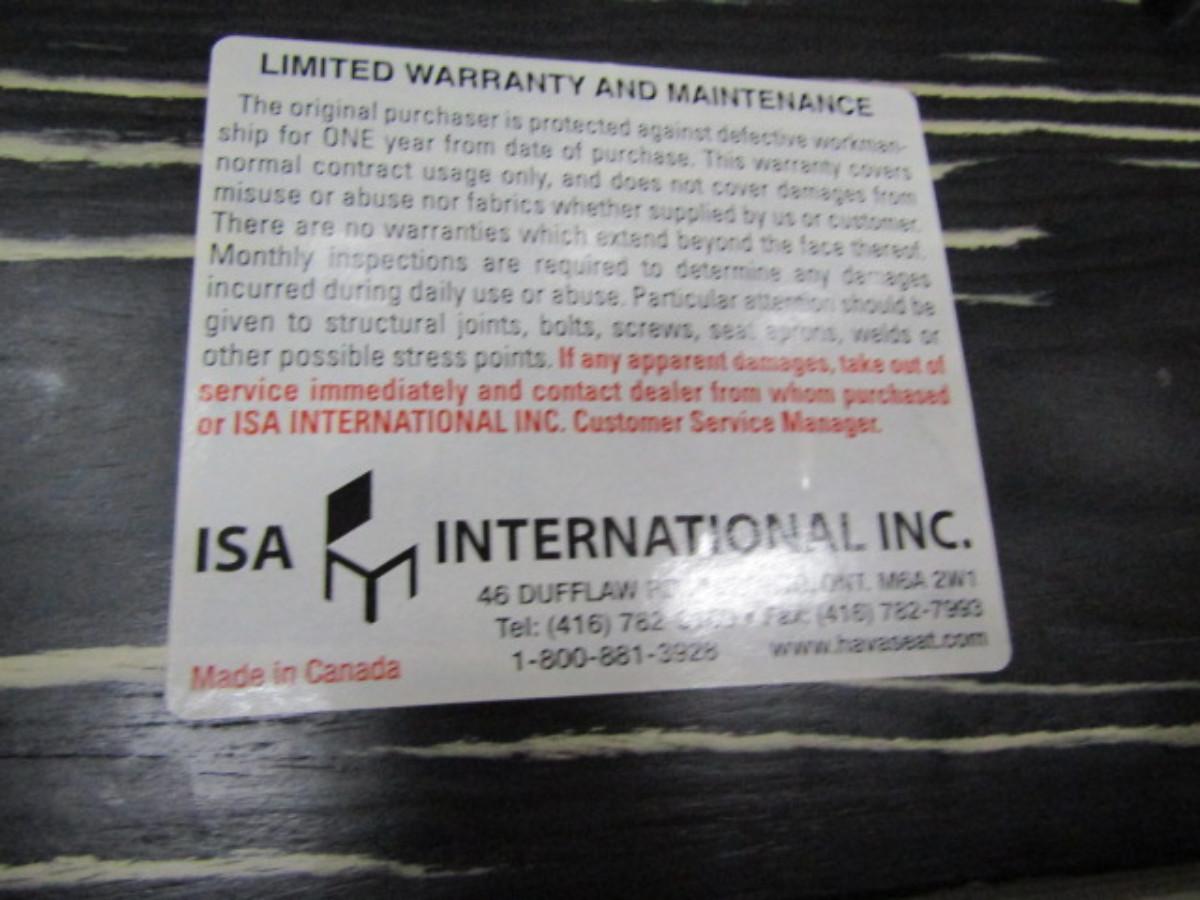 LIMITED WARRANTY AND MAINTENANCE
The original purchaser is protected against defective workman-
ship for ONE year from date of purchase. This warranty covers
normal contract usage only, and does not cover damages from
misuse or abuse nor fabrics whether supplied by us or customer.
There are no warranties which extend beyond the face thereof.
Monthly inspections are required to determine any damages
incurred during daily use or abuse. Particular attention should be
given to structural joints, bolts, screws, seat aprons, welds or
other possible stress points. If any apparent damages, take out of
service immediately and contact dealer from whom purchased
or ISA INTERNATIONAL INC. Customer Service Manager.
ISA INTERNATIONAL INC.
46 DUFFLAW ONT. M6A 2W1
Tel: (416) 782 Fax: (416) 782-7993
1-800-881-3928 www.havaseat.com
Made in Canada